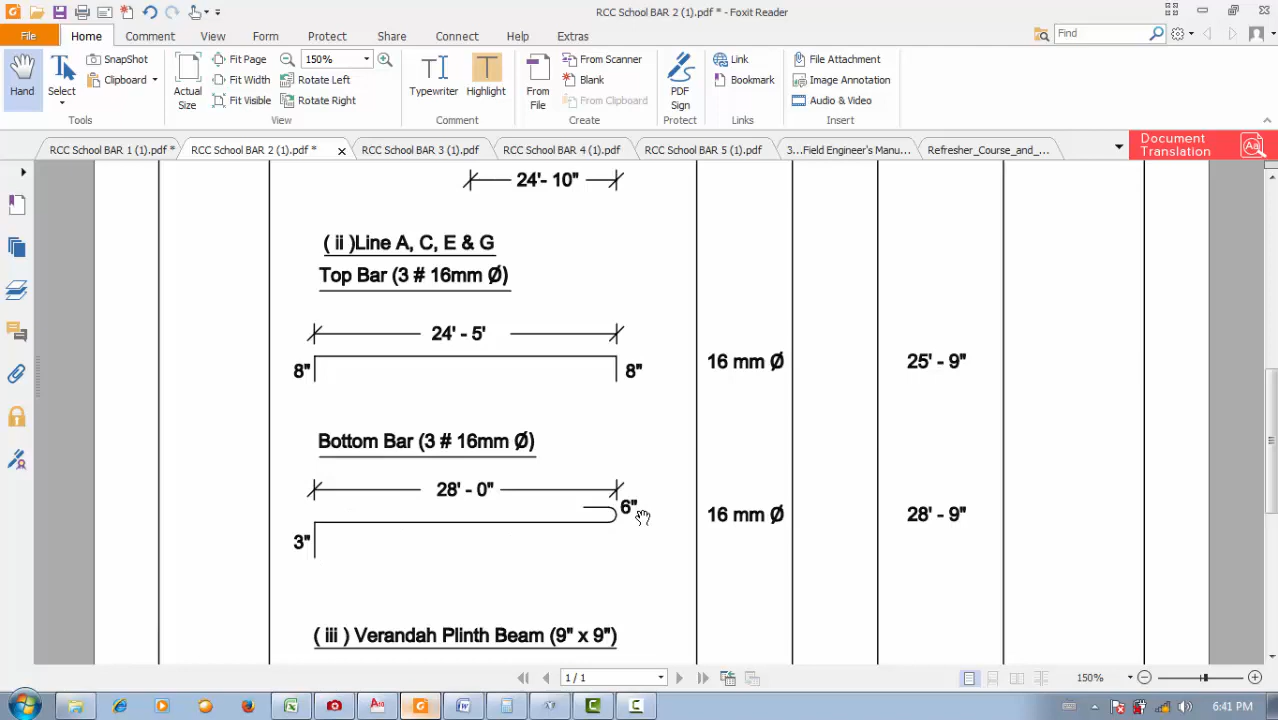 RCC School BAR 2 (1).pdf * - Foxit Reader
File Home Comment View Form Protect Share Connect Help Extras Find
Hand
Select
SnapShot
Clipboard
Actual Size
Fit Page
Fit Width
Fit Visible
150%
Rotate Left
Rotate Right
Typewriter
Highlight
From File
From Scanner
Blank
From Clipboard
PDF Sign
Link
Bookmark
File Attachment
Image Annotation
Audio & Video
Tools View Comment Create Protect Links Insert
RCC School BAR 1 (1).pdf * RCC School BAR 2 (1).pdf * RCC School BAR 3 (1).pdf RCC School BAR 4 (1).pdf RCC School BAR 5 (1).pdf 3...Field Engineer's Manu... Refresher_Course_and_...
Document Translation
24'- 10"
( ii )Line A, C, E & G
Top Bar (3 # 16mm Ø)
24' - 5'
8" 8" 16 mm Ø 25' - 9"
Bottom Bar (3 # 16mm Ø)
28' - 0"
6"
16 mm Ø 28' - 9"
3"
( iii ) Verandah Plinth Beam (9" x 9")
1 / 1 150%
6:41 PM